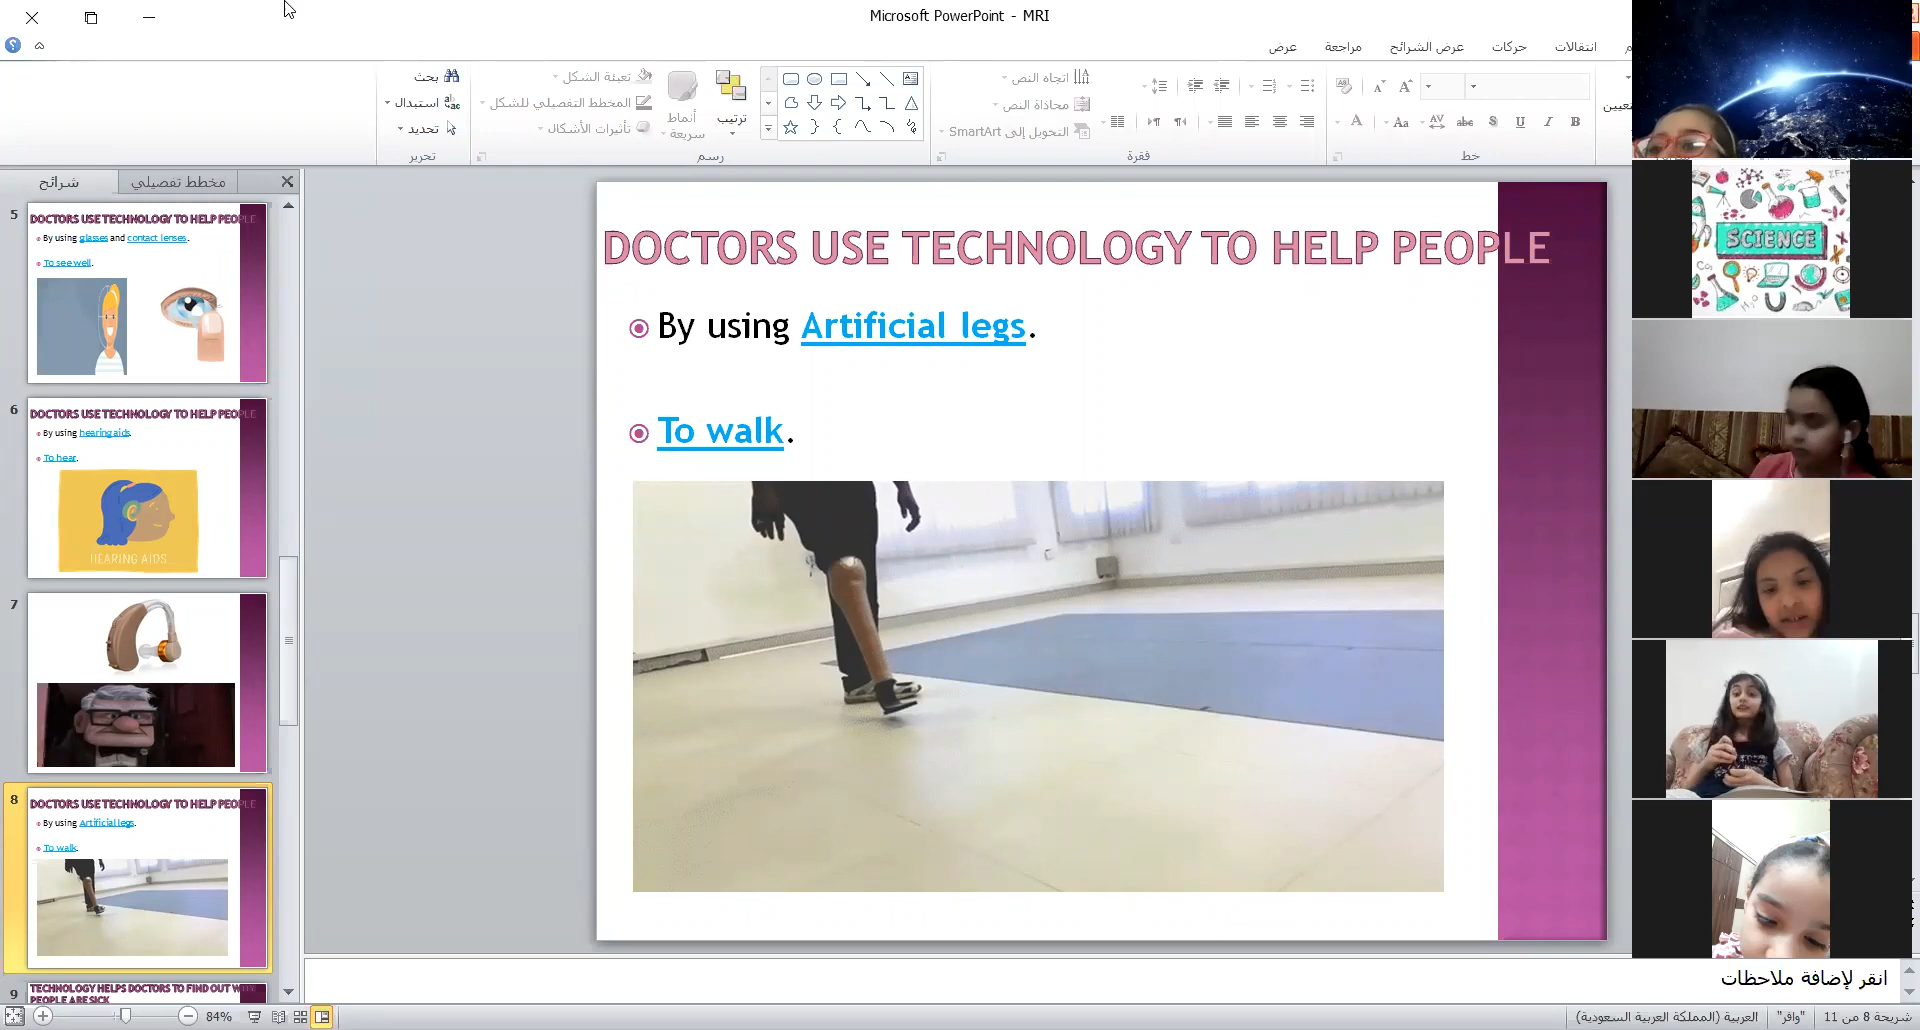 Microsoft PowerPoint - MRI
انتقالات
حركات
عرض الشرائح
مراجعة
عرض
اتجاه النص
محاذاة النص
التحويل إلى SmartArt
ترتيب
أنماط سريعة
تعبئة الشكل
المخطط التفصيلي للشكل
تأثيرات الأشكال
بحث
استبدال
تحديد
خط
فقرة
رسم
تحرير
شرائح
مخطط تفصيلي
5
DOCTORS USE TECHNOLOGY TO HELP PEOPLE
By using glasses and contact lenses.
To see well.
6
DOCTORS USE TECHNOLOGY TO HELP PEOPLE
By using hearing aids.
To hear.
HEARING AIDS
7
8
DOCTORS USE TECHNOLOGY TO HELP PEOPLE
By using Artificial legs.
To walk.
9
TECHNOLOGY HELPS DOCTORS TO FIND OUT WHY
PEOPLE ARE SICK
DOCTORS USE TECHNOLOGY TO HELP PEOPLE
By using Artificial legs.
To walk.
SCIENCE
انقر لإضافة ملاحظات
شريحة 8 من 11
"وافر"
العربية (المملكة العربية السعودية)
84%